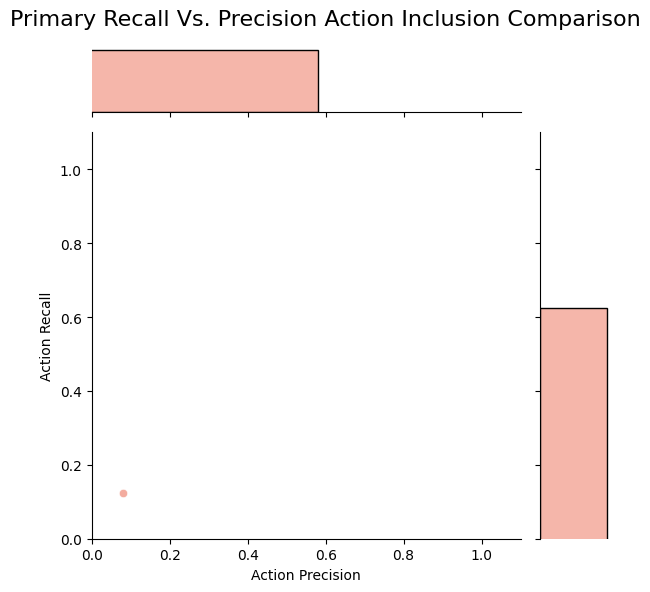 Primary Recall Vs. Precision Action Inclusion Comparison
1.0
0.8
0.6
0.4
0.2
0.0
Action Recall
0.0 0.2 0.4 0.6 0.8 1.0
Action Precision